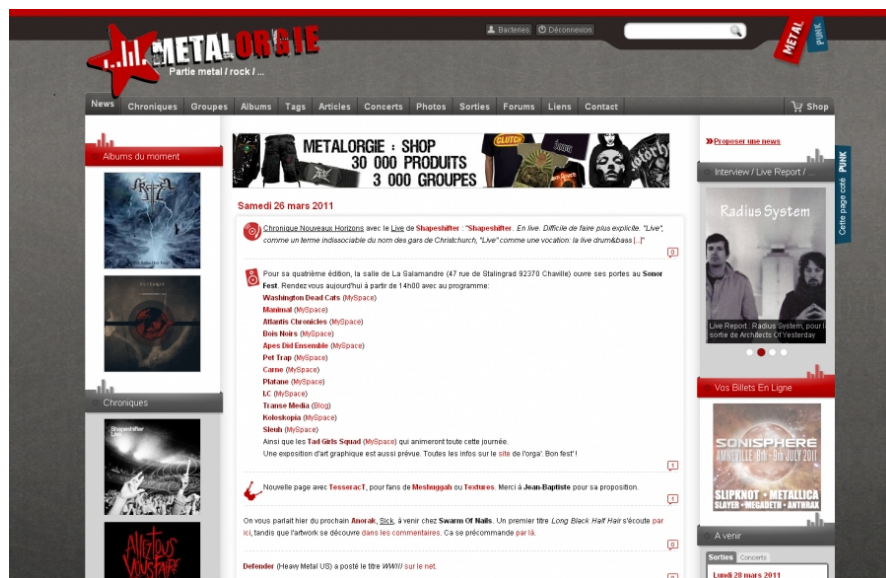 METALORGIE
Partie metal / rock / ...
Bacteries
Déconnexion
METAL
PUNK
News
Chroniques
Groupes
Albums
Tags
Articles
Concerts
Photos
Sorties
Forums
Liens
Contact
Shop
Albums du moment
METALORGIE : SHOP
30 000 PRODUITS
3 000 GROUPES
CLUTCH
Samedi 26 mars 2011
Chronique Nouveaux Horizons avec le Live de Shapeshifter : "Shapeshifter. En live. Difficile de faire plus explicite. "Live",
comme un terme indissociable du nom des gars de Christchurch, "Live" comme une vocation: la live drum&bass [..]"
0
Pour sa quatrième édition, la salle de La Salamandre (47 rue de Stalingrad 92370 Chaville) ouvre ses portes au Sonor
Fest. Rendez vous aujourd'hui à partir de 14h00 avec au programme:
Washington Dead Cats (MySpace)
Manimal (MySpace)
Atlantis Chronicles (MySpace)
Bois Noirs (MySpace)
Apes Did Ensemble (MySpace)
Pet Trap (MySpace)
Carne (MySpace)
Platane (MySpace)
LC (MySpace)
Transe Media (Blog)
Koloskopia (MySpace)
Sleuh (MySpace)
Ainsi que les Tad Girls Squad (MySpace) qui animeront toute cette journée.
Une exposition d'art graphique est aussi prévue. Toutes les infos sur le site de l'orga'. Bon fest' !
1
Nouvelle page avec TesseracT, pour fans de Meshuggah ou Textures. Merci à Jean-Baptiste pour sa proposition.
1
On vous parlait hier du prochain Anorak, Sick, à venir chez Swarm Of Nails. Un premier titre Long Black Half Hair s'écoute par
ici, tandis que l'artwork se découvre dans les commentaires. Ca se précommande par là.
0
Defender (Heavy Metal US) a posté le titre WWIII sur le net.
Chroniques
Shapeshifter
Live
Proposer une news
Interview / Live Report / ...
Radius System
Live Report : Radius System, pour l
sortie de Architects Of Yesterday
Cette page coté PUNK
Vos Billets En Ligne
SONISPHERE
AMNEVILLE 8th - 9th JULY 2011
SLIPKNOT • METALLICA
SLAYER • MEGADETH • ANTHRAX
A venir
Sorties
Concerts
Lundi 28 mars 2011